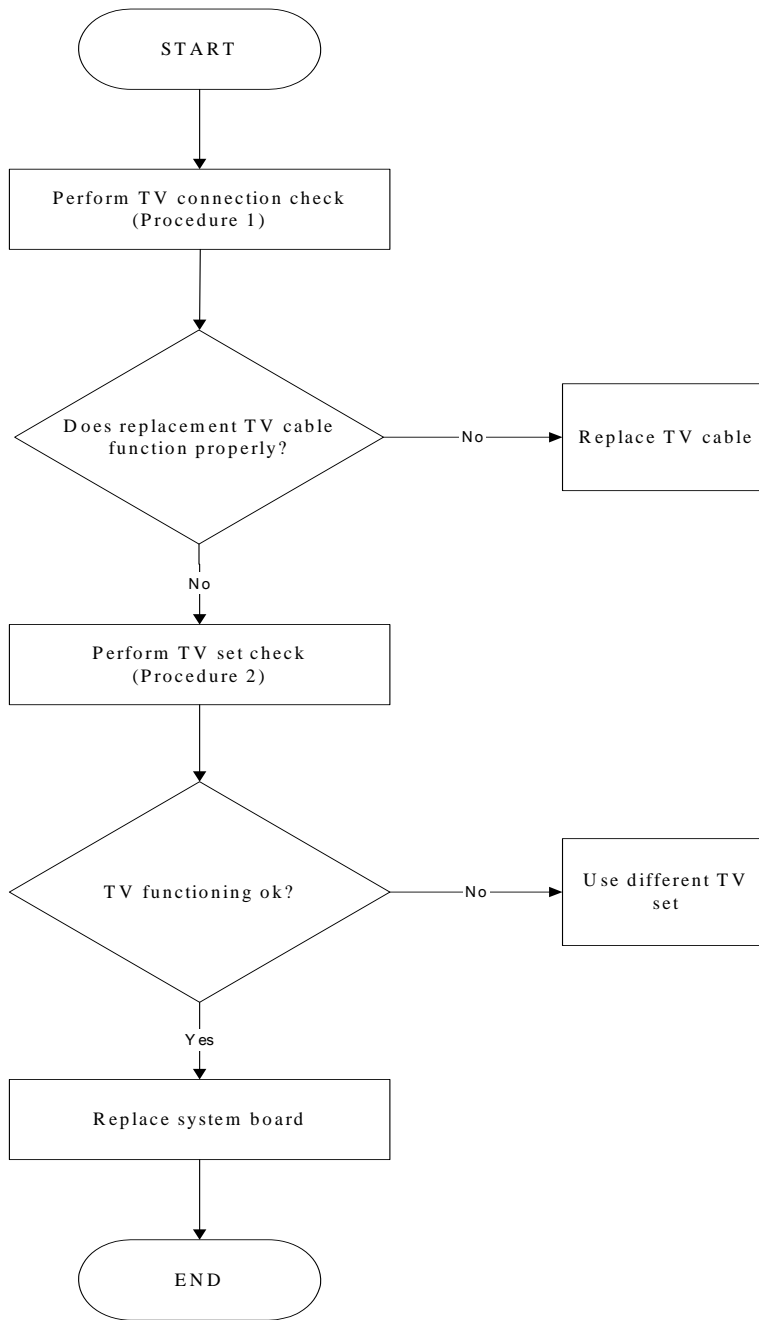 START
Perform TV connection check
(Procedure 1)
Does replacement TV cable
function properly?
No
Replace TV cable
No
Perform TV set check
(Procedure 2)
TV functioning ok?
No
Use different TV
set
Yes
Replace system board
END